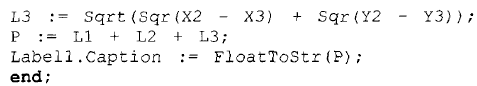 L3 := Sqrt(Sqr(X2 - X3) + Sqr(Y2 - Y3));
P := L1 + L2 + L3;
Label1.Caption := FloatToStr(P);
end;